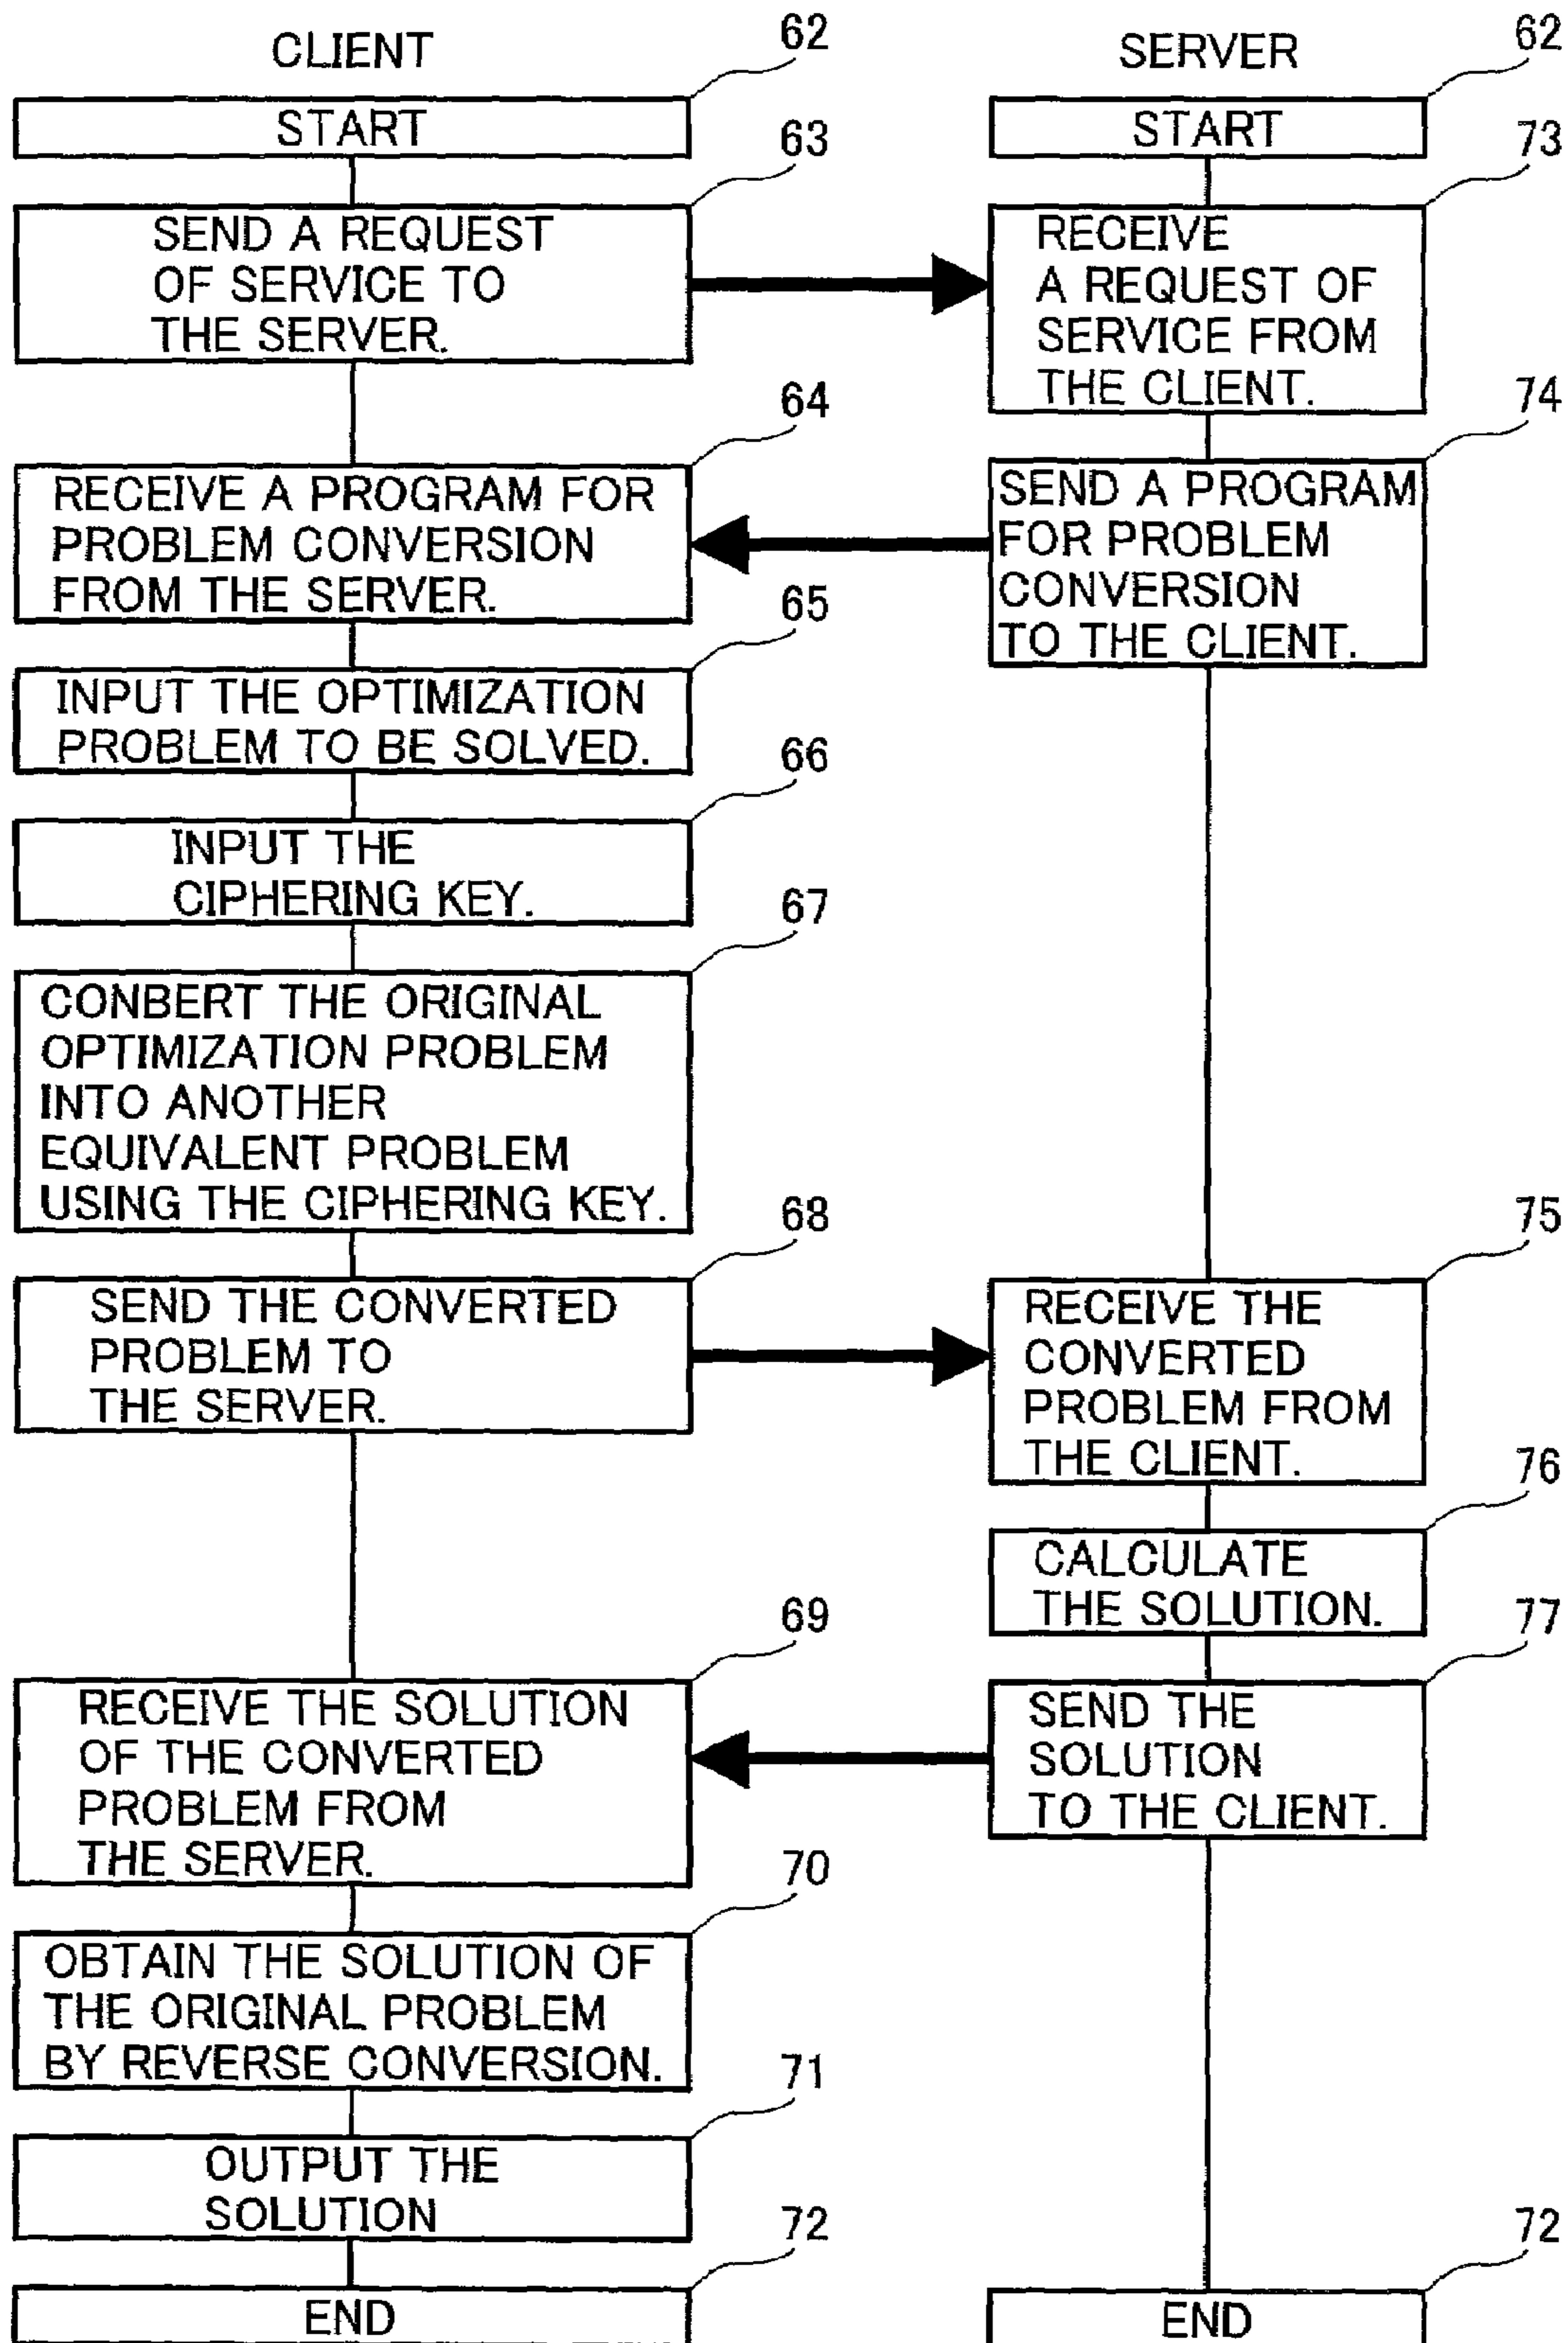 CLIENT
62
START
63
SEND A REQUEST
OF SERVICE TO
THE SERVER.
64
RECEIVE A PROGRAM FOR
PROBLEM CONVERSION
FROM THE SERVER.
65
INPUT THE OPTIMIZATION
PROBLEM TO BE SOLVED.
66
INPUT THE
CIPHERING KEY.
67
CONBERT THE ORIGINAL
OPTIMIZATION PROBLEM
INTO ANOTHER
EQUIVALENT PROBLEM
USING THE CIPHERING KEY.
68
SEND THE CONVERTED
PROBLEM TO
THE SERVER.
69
RECEIVE THE SOLUTION
OF THE CONVERTED
PROBLEM FROM
THE SERVER.
70
OBTAIN THE SOLUTION OF
THE ORIGINAL PROBLEM
BY REVERSE CONVERSION.
71
OUTPUT THE
SOLUTION
72
END
SERVER
62
START
73
RECEIVE
A REQUEST OF
SERVICE FROM
THE CLIENT.
74
SEND A PROGRAM
FOR PROBLEM
CONVERSION
TO THE CLIENT.
75
RECEIVE THE
CONVERTED
PROBLEM FROM
THE CLIENT.
76
CALCULATE
THE SOLUTION.
77
SEND THE
SOLUTION
TO THE CLIENT.
72
END